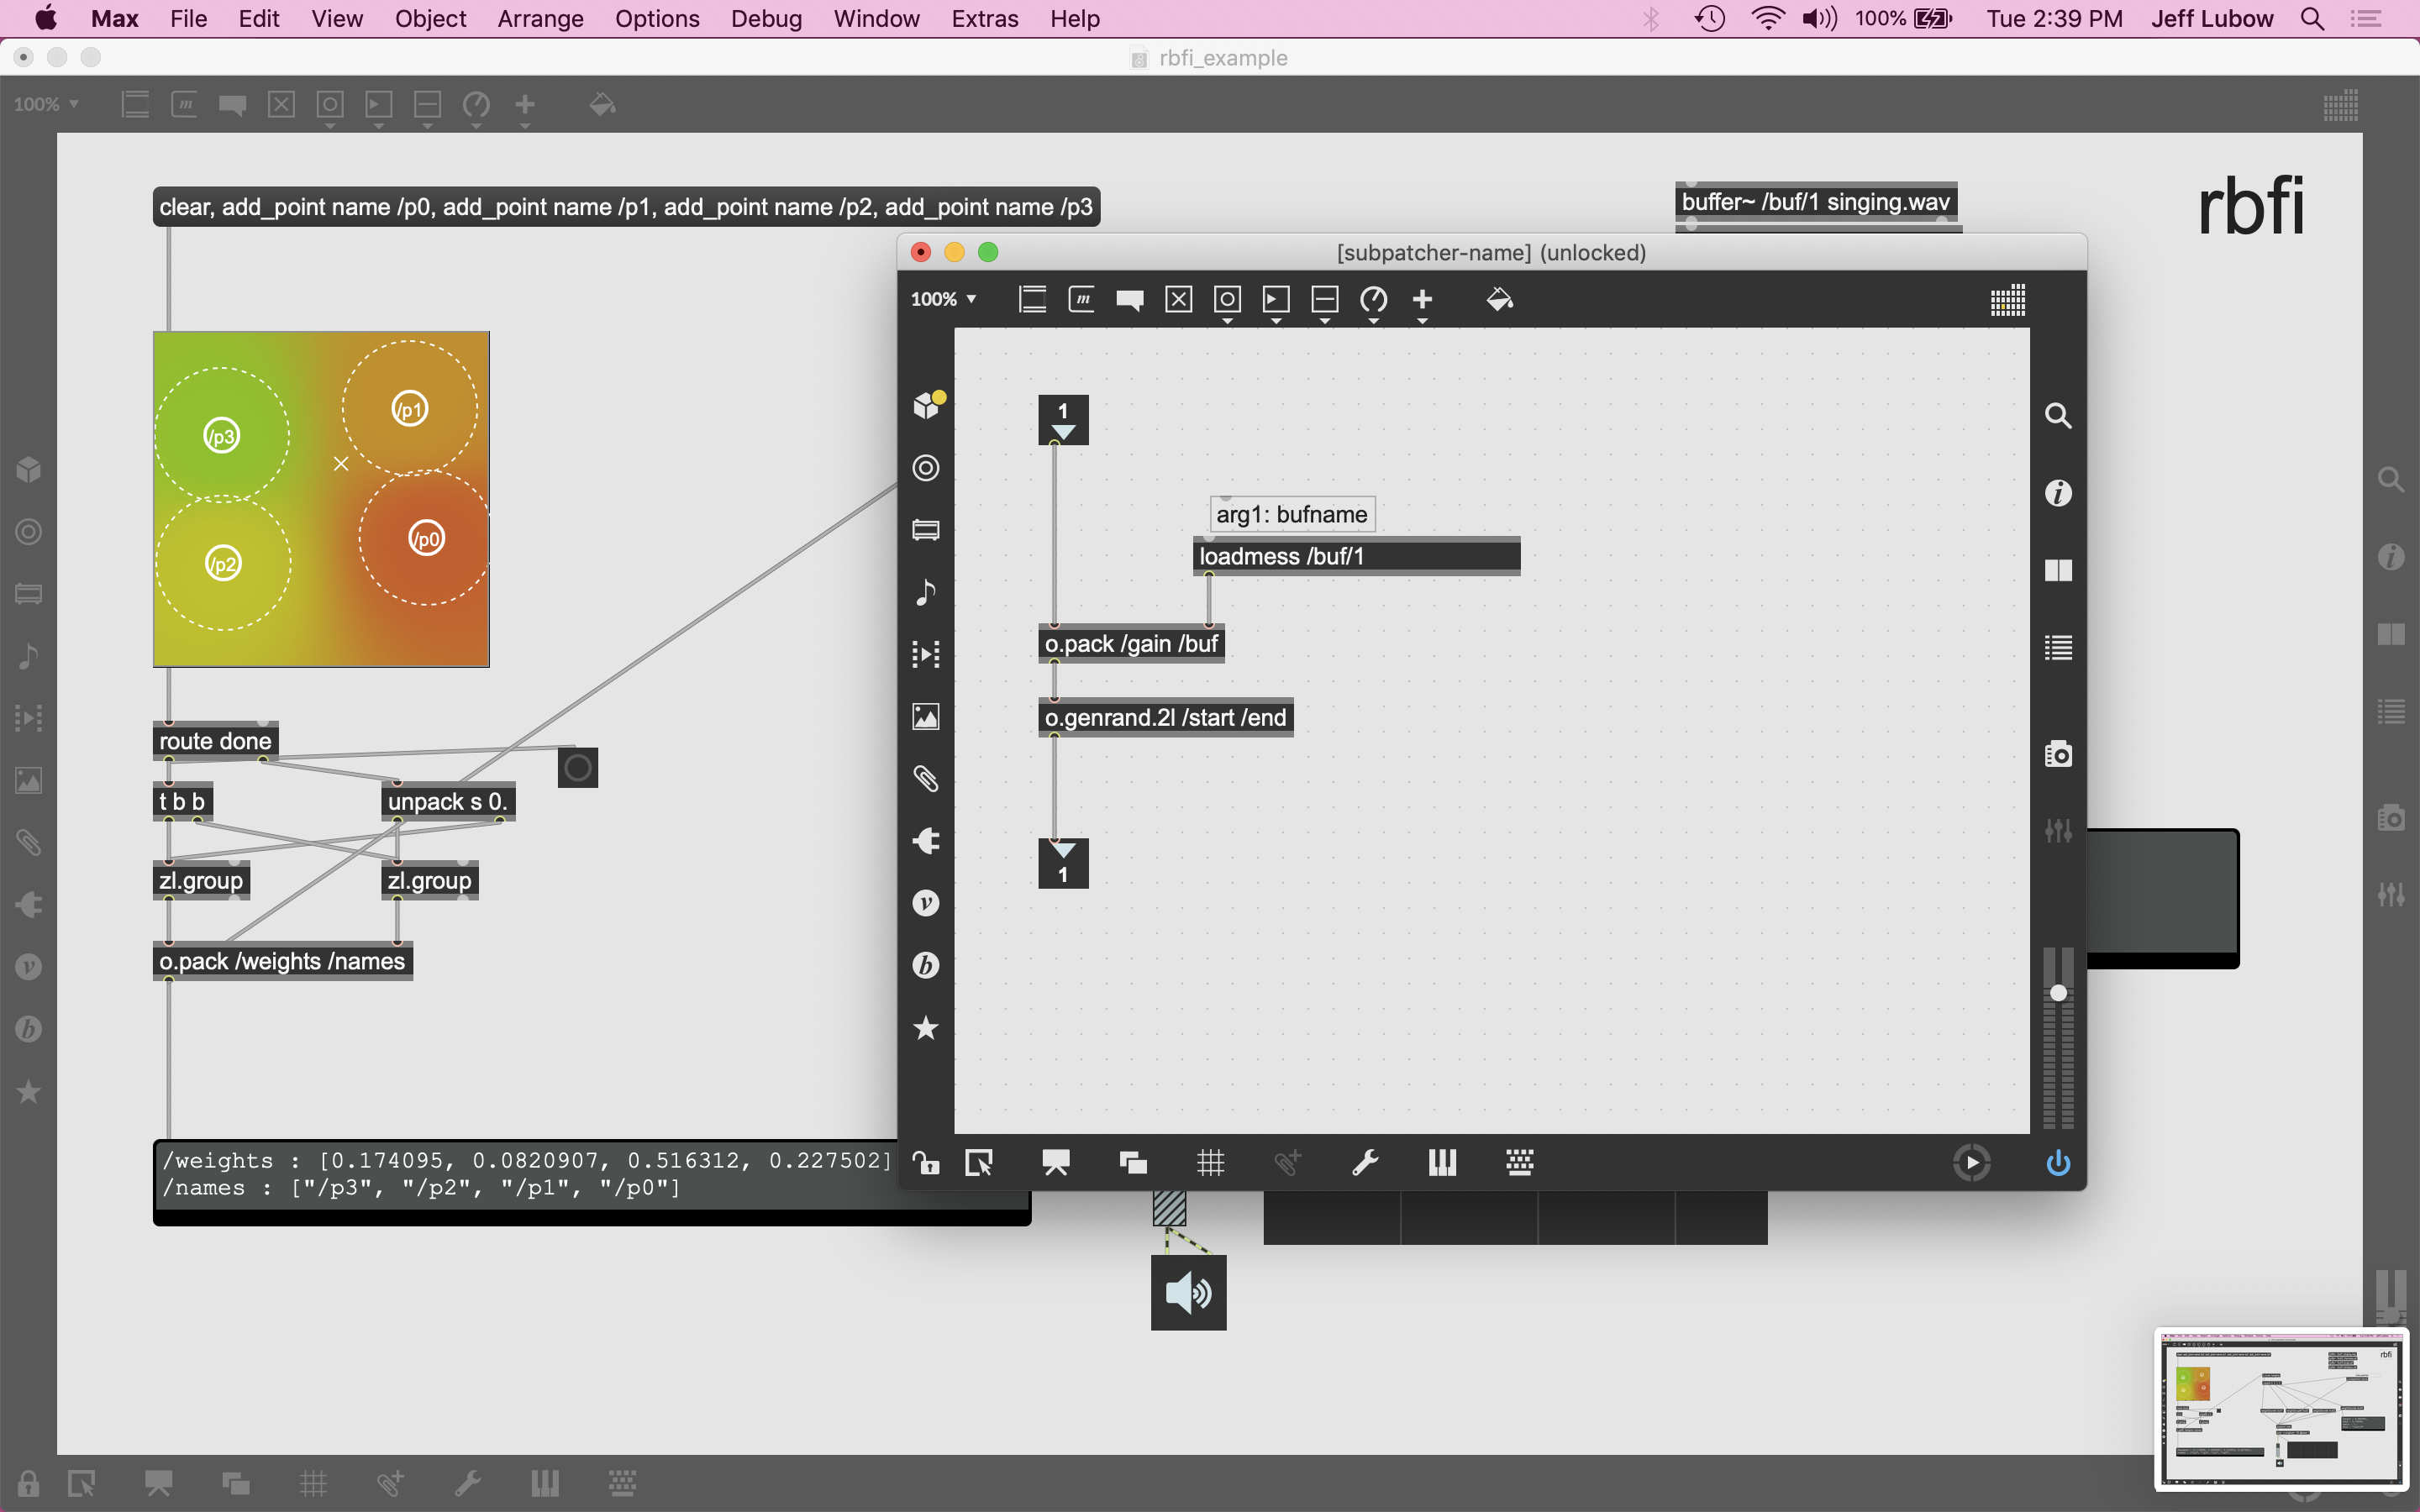 Max File Edit View Object Arrange Options Debug Window Extras Help 100% Tue 2:39 PM Jeff Lubow
rbfi_example
100%
clear, add_point name /p0, add_point name /p1, add_point name /p2, add_point name /p3
buffer~ /buf/1 singing.wav
rbfi
[subpatcher-name] (unlocked)
100%
/p3
/p1
/p2
/p0
1
arg1: bufname
loadmess /buf/1
o.pack /gain /buf
o.genrand.2l /start /end
1
route done
t b b
unpack s 0.
zl.group
zl.group
o.pack /weights /names
/weights : [0.174095, 0.0820907, 0.516312, 0.227502]
/names : ["/p3", "/p2", "/p1", "/p0"]
rbfi